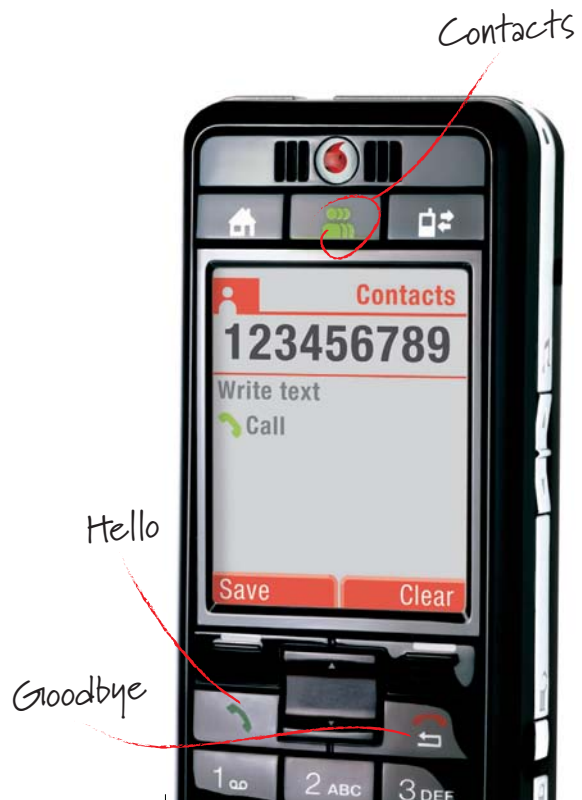 Contacts
Contacts
123456789
Write text
Call
Save
Clear
Hello
Goodbye
1
2 ABC
3 DEF